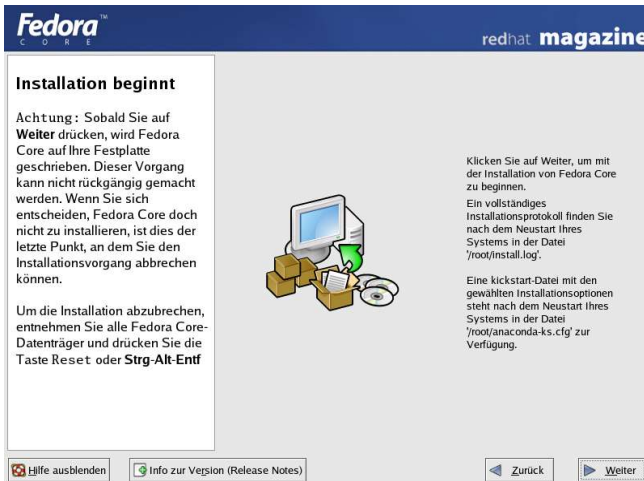 Fedora™
CORE
redhat magazine
Installation beginnt
Achtung: Sobald Sie auf
Weiter drücken, wird Fedora
Core auf Ihre Festplatte
geschrieben. Dieser Vorgang
kann nicht rückgängig gemacht
werden. Wenn Sie sich
entscheiden, Fedora Core doch
nicht zu installieren, ist dies der
letzte Punkt, an dem Sie den
Installationsvorgang abbrechen
können.
Um die Installation abzubrechen,
entnehmen Sie alle Fedora Core-
Datenträger und drücken Sie die
Taste Reset oder Strg-Alt-Entf
Klicken Sie auf Weiter, um mit
der Installation von Fedora Core
zu beginnen.
Ein vollständiges
Installationsprotokoll finden Sie
nach dem Neustart Ihres
Systems in der Datei
'/root/install.log'.
Eine kickstart-Datei mit den
gewählten Installationsoptionen
steht nach dem Neustart Ihres
Systems in der Datei
'/root/anaconda-ks.cfg' zur
Verfügung.
Hilfe ausblenden
Info zur Version (Release Notes)
Zurück
Weiter